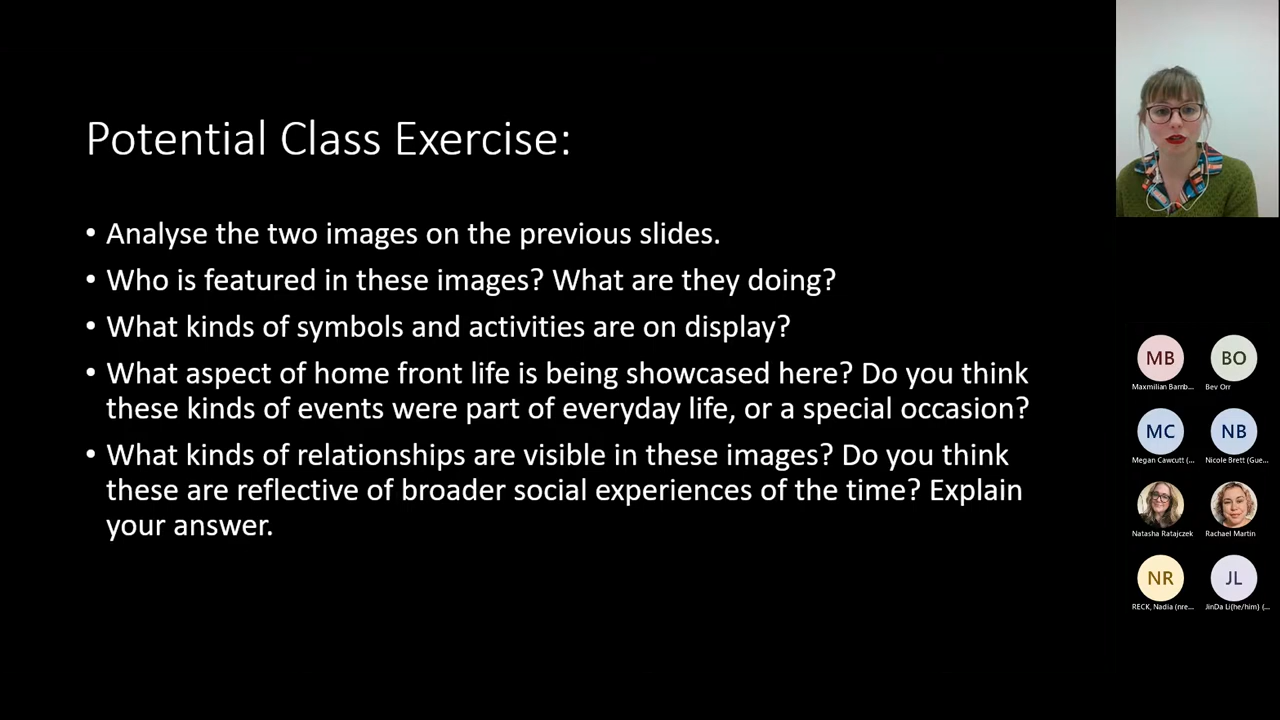 Potential Class Exercise:
• Analyse the two images on the previous slides.
• Who is featured in these images? What are they doing?
• What kinds of symbols and activities are on display?
• What aspect of home front life is being showcased here? Do you think
these kinds of events were part of everyday life, or a special occasion?
• What kinds of relationships are visible in these images? Do you think
these are reflective of broader social experiences of the time? Explain
your answer.
MB
BO
Maxmilian Bamb...
Bev Orr
MC
NB
Megan Cawcutt (...
Nicole Brett (Gue...
Natasha Ratajczek
Rachael Martin
NR
JL
RECK, Nadia (nre...
JinDa Li(he/him) (...